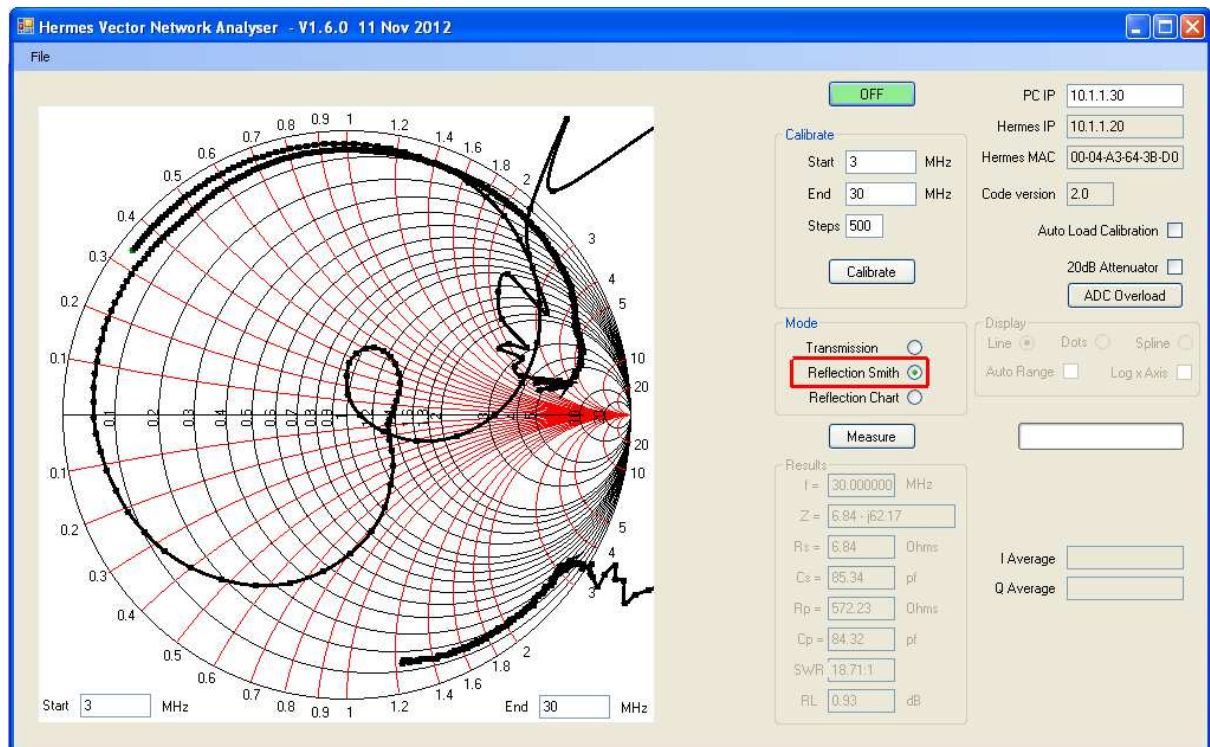 Hermes Vector Network Analyser - V1.6.0 11 Nov 2012
File
OFF
PC IP 10.1.1.30
Hermes IP 10.1.1.20
Hermes MAC 00-04-A3-64-3B-D0
Code version 2.0
Auto Load Calibration
20dB Attenuator
ADC Overload
Calibrate
Start 3 MHz
End 30 MHz
Steps 500
Calibrate
Mode
Transmission
Reflection Smith
Reflection Chart
Display
Line Dots Spline
Auto Range Log x Axis
Measure
Results
f = 30.000000 MHz
Z = 6.84 - j62.17
Rs = 6.84 Ohms
Cs = 85.34 pf
Rp = 572.23 Ohms
Cp = 84.32 pf
SWR 18.71:1
RL 0.93 dB
I Average
Q Average
0.1 0.2 0.3 0.4 0.5 0.6 0.7 0.8 0.9 1 1.2 1.4 1.6 1.8 2 3 4 5 10 20
0.1 0.2 0.3 0.4 0.5 0.6 0.7 0.8 0.9 1 1.2 1.4 1.6 1.8 2 3 4 5 10 20
Start 3 MHz
End 30 MHz